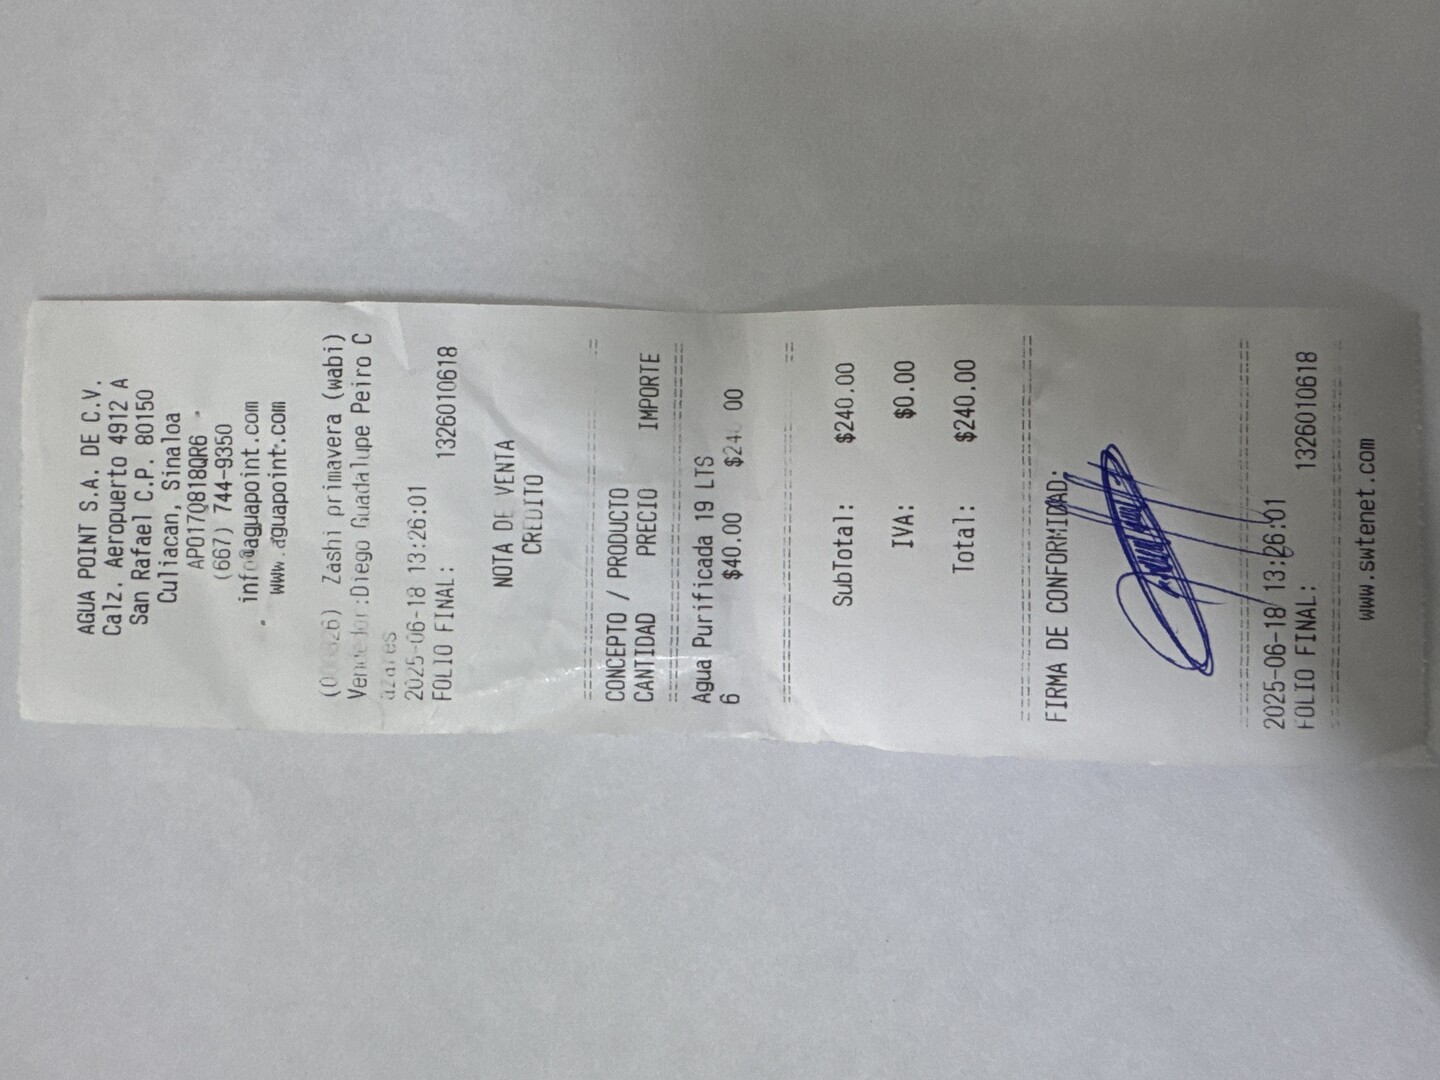 AGUA POINT S.A. DE C.V.
Calz. Aeropuerto 4912 A
San Rafael C.P. 80150
Culiacan, Sinaloa
APO170818QR6
(667) 744-9350
info@aguapoint.com
www.aguapoint.com
Zashi primavera (wabi)
Vendedor:Diego Guadalupe Peiro C
azares
2025-06-18 13:26:01
FOLIO FINAL: 1326010618
NOTA DE VENTA
CREDITO
===============================
CONCEPTO / PRODUCTO
CANTIDAD PRECIO IMPORTE
===============================
Agua Purificada 19 LTS
6 $40.00 $240.00
===============================
SubTotal: $240.00
IVA: $0.00
Total: $240.00
===============================
FIRMA DE CONFORMIDAD:
===============================
2025-06-18 13:26:01
FOLIO FINAL: 1326010618
===============================
www.swtenet.com